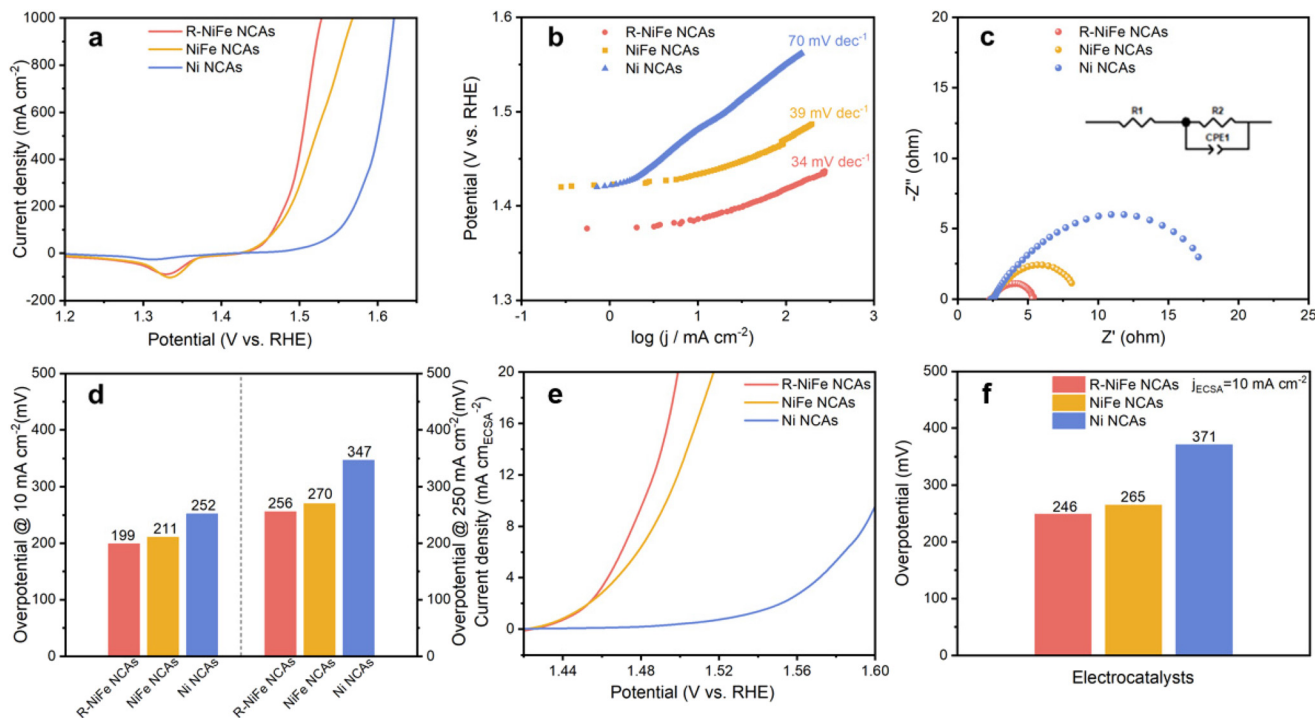 a
R-NiFe NCAs
NiFe NCAs
Ni NCAs
1000
800
600
400
200
0
-200
1.2
1.3
1.4
1.5
1.6
Current density (mA cm-2)
Potential (V vs. RHE)
b
R-NiFe NCAs
NiFe NCAs
Ni NCAs
70 mV dec-1
39 mV dec-1
34 mV dec-1
1.6
1.5
1.4
1.3
-1
0
1
2
3
Potential (V vs. RHE)
log (j / mA cm-2)
c
R-NiFe NCAs
NiFe NCAs
Ni NCAs
R1
R2
CPE1
-20
15
10
5
0
0
5
10
15
20
25
-Z'' (ohm)
Z' (ohm)
d
500
400
300
200
100
0
199
211
252
256
270
347
500
400
300
200
100
0
R-NiFe NCAs
NiFe NCAs
Ni NCAs
R-NiFe NCAs
NiFe NCAs
Ni NCAs
Overpotential @ 10 mA cm-2(mV)
Overpotential @ 250 mA cm-2(mV)
e
R-NiFe NCAs
NiFe NCAs
Ni NCAs
20
16
12
8
4
0
1.44
1.48
1.52
1.56
1.60
Current density (mA cmECSA-2)
Potential (V vs. RHE)
f
R-NiFe NCAs
NiFe NCAs
Ni NCAs
jECSA=10 mA cm-2
500
400
300
200
100
0
246
265
371
Overpotential (mV)
Electrocatalysts